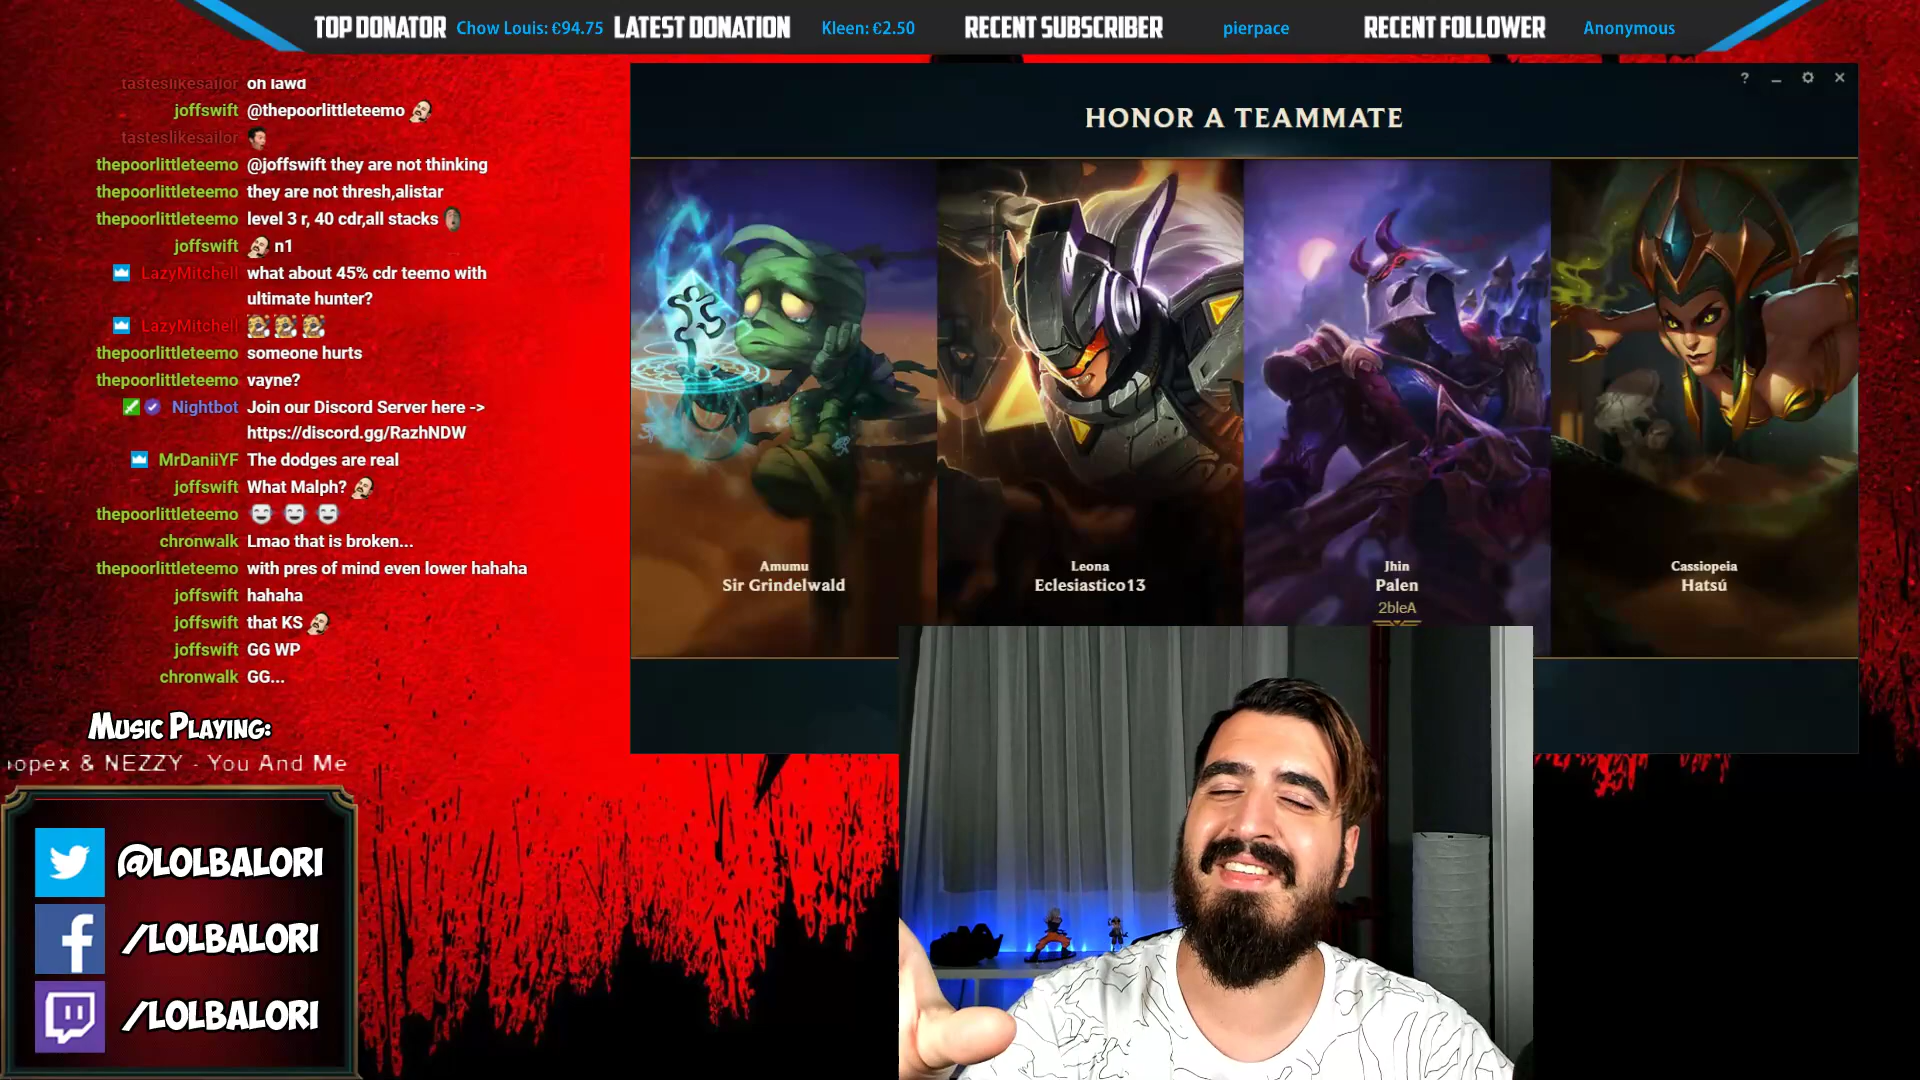 TOP DONATOR Chow Louis: €94.75 LATEST DONATION Kleen: €2.50 RECENT SUBSCRIBER pierpace RECENT FOLLOWER Anonymous
tasteslikesailor oh lawd
joffswift @thepoorlittleteemo
tasteslikesailor
thepoorlittleteemo @joffswift they are not thinking
thepoorlittleteemo they are not thresh,alistar
thepoorlittleteemo level 3 r, 40 cdr,all stacks
joffswift n1
LazyMitchell what about 45% cdr teemo with
ultimate hunter?
LazyMitchell
thepoorlittleteemo someone hurts
thepoorlittleteemo vayne?
Nightbot Join our Discord Server here ->
https://discord.gg/RazhNDW
MrDaniiYF The dodges are real
joffswift What Malph?
thepoorlittleteemo
chronwalk Lmao that is broken...
thepoorlittleteemo with pres of mind even lower hahaha
joffswift hahaha
joffswift that KS
joffswift GG WP
chronwalk GG...
MUSIC PLAYING:
opex & NEZZY - You And Me
@LOLBALORI
/LOLBALORI
/LOLBALORI
?
HONOR A TEAMMATE
Amumu
Sir Grindelwald
Leona
Eclesiastico13
Jhin
Palen
2bleA
Cassiopeia
Hatsú